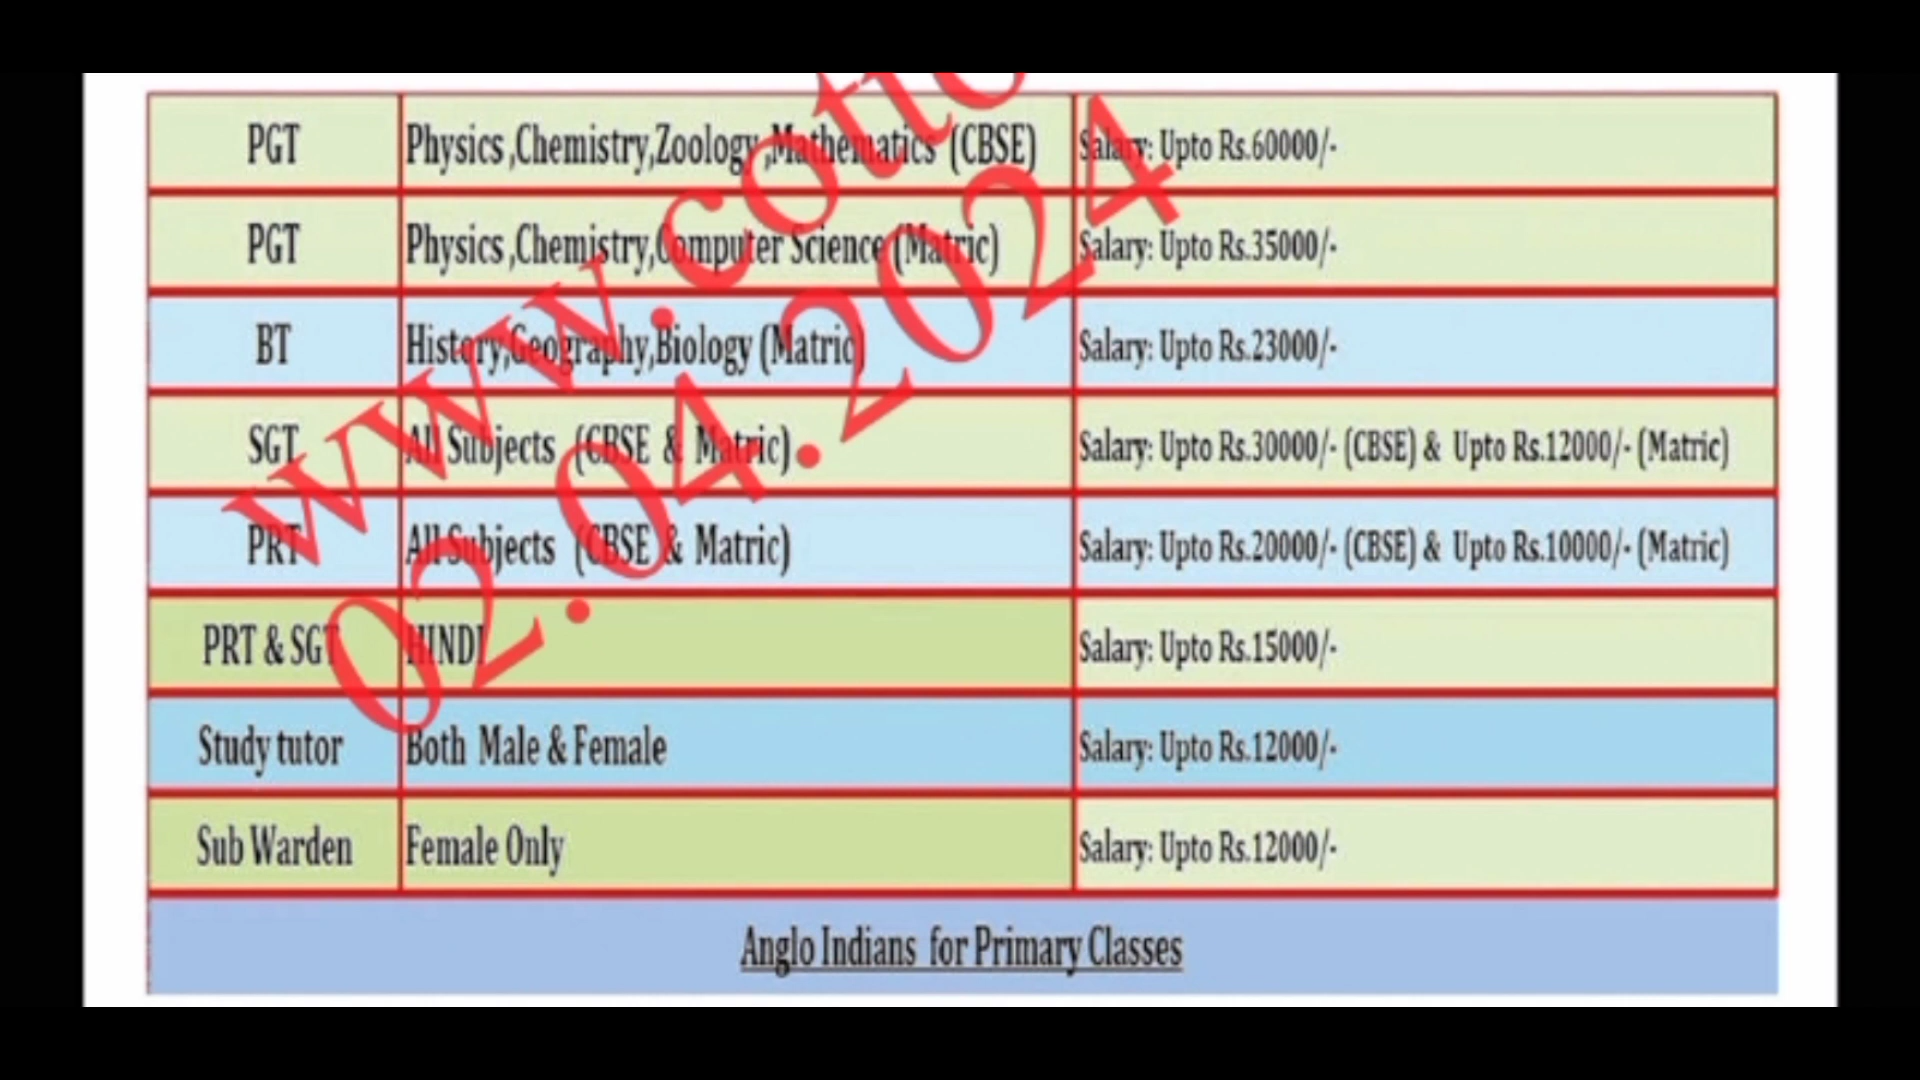 PGT Physics ,Chemistry,Zoology ,Mathematics (CBSE) Salary: Upto Rs.60000/-
PGT Physics ,Chemistry,Computer Science (Matric) Salary: Upto Rs.35000/-
BT History,Geography,Biology (Matric) Salary: Upto Rs.23000/-
SGT All Subjects (CBSE & Matric) Salary: Upto Rs.30000/- (CBSE) & Upto Rs.12000/- (Matric)
PRT All Subjects (CBSE & Matric) Salary: Upto Rs.20000/- (CBSE) & Upto Rs.10000/- (Matric)
PRT & SGT HINDI Salary: Upto Rs.15000/-
Study tutor Both Male & Female Salary: Upto Rs.12000/-
Sub Warden Female Only Salary: Upto Rs.12000/-
Anglo Indians for Primary Classes
02.04.2024